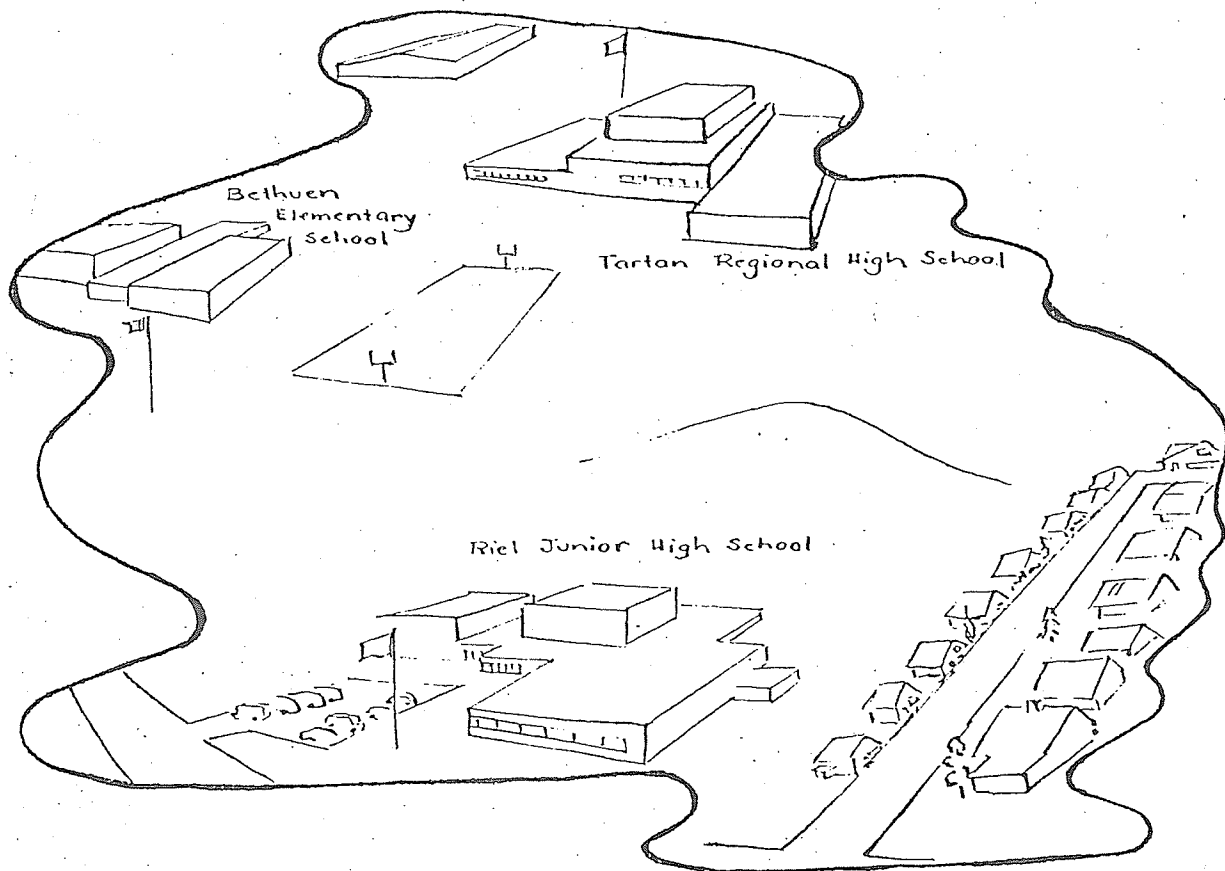 Bethuen
Elementary
School
Tartan Regional High School
Riel Junior High School